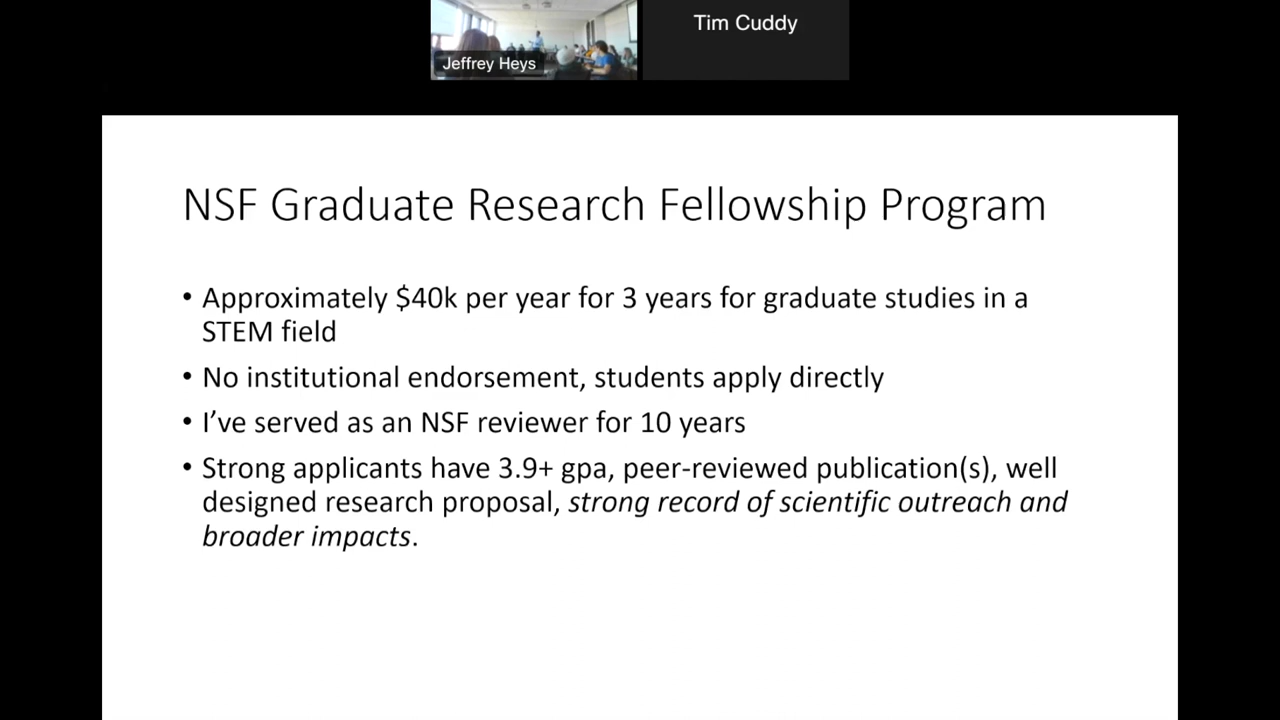 Tim Cuddy
Jeffrey Heys
NSF Graduate Research Fellowship Program
• Approximately $40k per year for 3 years for graduate studies in a
STEM field
• No institutional endorsement, students apply directly
• I’ve served as an NSF reviewer for 10 years
• Strong applicants have 3.9+ gpa, peer-reviewed publication(s), well
designed research proposal, strong record of scientific outreach and
broader impacts.